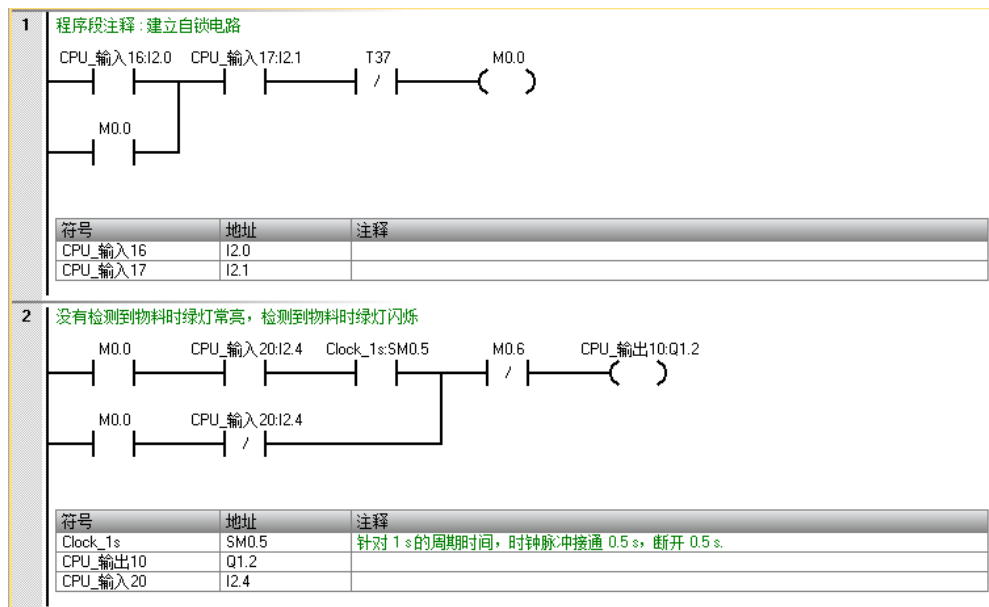 1 程序段注释:建立自锁电路
CPU_输入16:I2.0 CPU_输入17:I2.1 T37 M0.0
/
M0.0
符号 地址 注释
CPU_输入16 I2.0
CPU_输入17 I2.1
2 没有检测到物料时绿灯常亮，检测到物料时绿灯闪烁
M0.0 CPU_输入20:I2.4 Clock_1s:SM0.5 M0.6 CPU_输出10:Q1.2
/
M0.0 CPU_输入20:I2.4
/
符号 地址 注释
Clock_1s SM0.5 针对 1 s的周期时间，时钟脉冲接通 0.5 s，断开 0.5 s.
CPU_输出10 Q1.2
CPU_输入20 I2.4